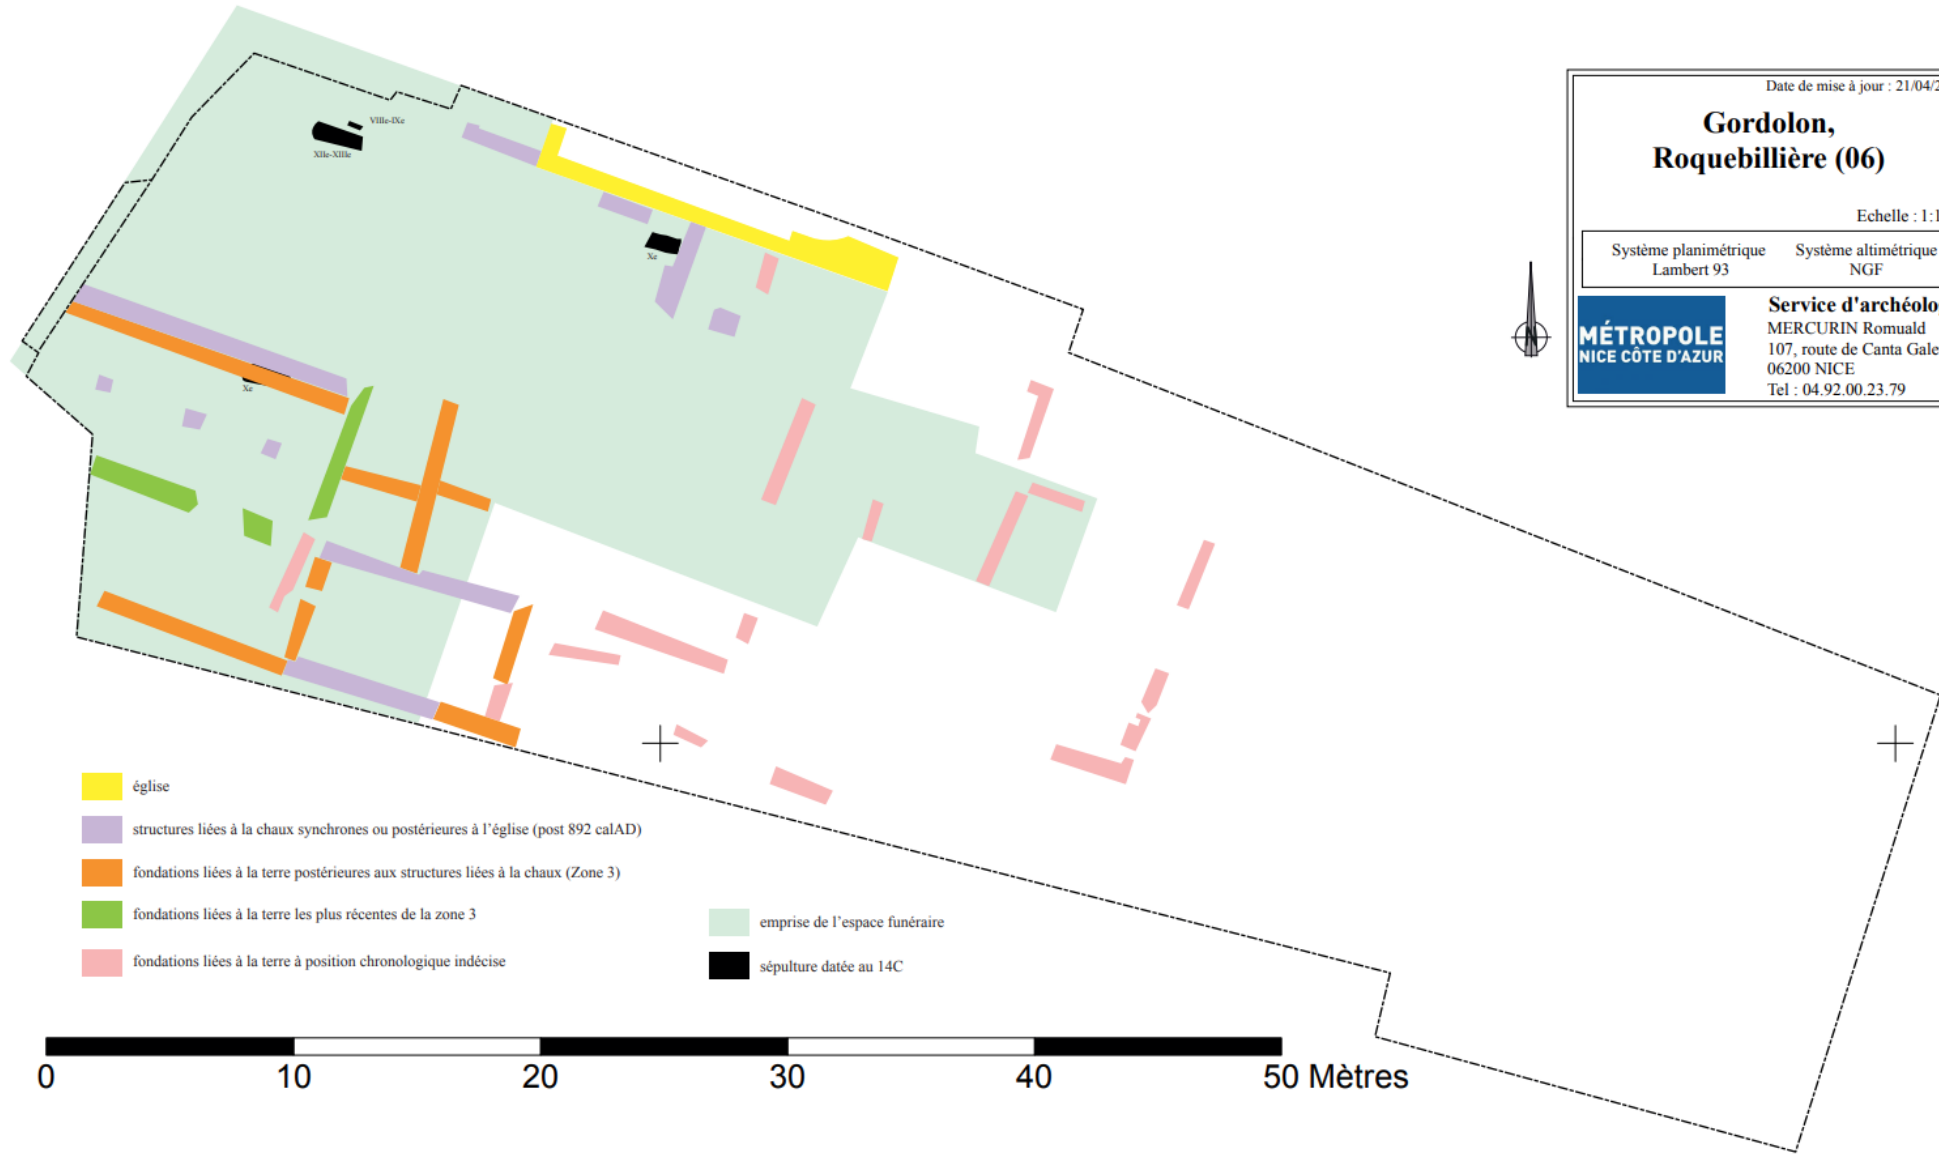 Date de mise à jour : 21/04/2
Gordolon,
Roquebillière (06)
Echelle : 1:1
Système planimétrique
Lambert 93
Système altimétrique
NGF
MÉTROPOLE
NICE CÔTE D'AZUR
Service d'archéolo
MERCURIN Romuald
107, route de Canta Gale
06200 NICE
Tel : 04.92.00.23.79
N
VIIIe-IXe
XIIe-XIIIe
Xe
Xe
église
structures liées à la chaux synchrones ou postérieures à l'église (post 892 calAD)
fondations liées à la terre postérieures aux structures liées à la chaux (Zone 3)
fondations liées à la terre les plus récentes de la zone 3
fondations liées à la terre à position chronologique indécise
emprise de l'espace funéraire
sépulture datée au 14C
0 10 20 30 40 50 Mètres